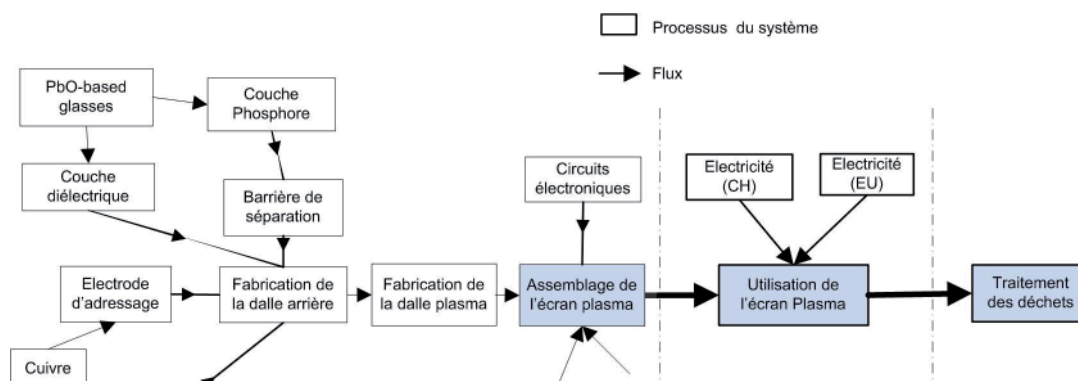 Processus du système
Flux
PbO-based
glasses
Couche
Phosphore
Couche
diélectrique
Barrière de
séparation
Circuits
électroniques
Electricité
(CH)
Electricité
(EU)
Electrode
d'adressage
Fabrication de
la dalle arrière
Fabrication de
la dalle plasma
Assemblage de
l'écran plasma
Utilisation de
l'écran Plasma
Traitement
des déchets
Cuivre